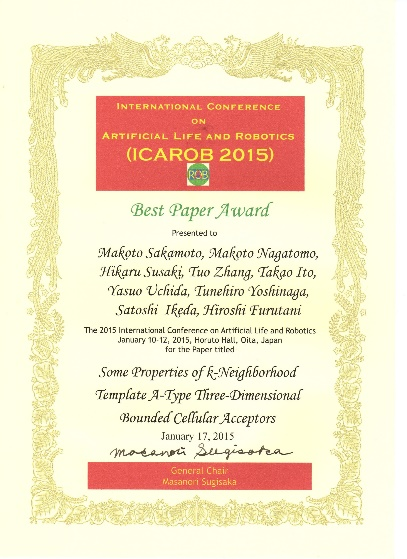 INTERNATIONAL CONFERENCE
ON
ARTIFICIAL LIFE AND ROBOTICS
(ICAROB 2015)
ROB
Best Paper Award
Presented to
Makoto Sakamoto, Makoto Nagatomo,
Hikaru Susaki, Tuo Zhang, Takao Ito,
Yasuo Uchida, Tunehiro Yoshinaga,
Satoshi Ikeda, Hiroshi Furutani
The 2015 International Conference on Artificial Life and Robotics
January 10-12, 2015, Horuto Hall, Oita, Japan
for the Paper titled
Some Properties of k-Neighborhood
Template A-Type Three-Dimensional
Bounded Cellular Acceptors
January 17, 2015
Masanori Sugisaka
General Chair
Masanori Sugisaka